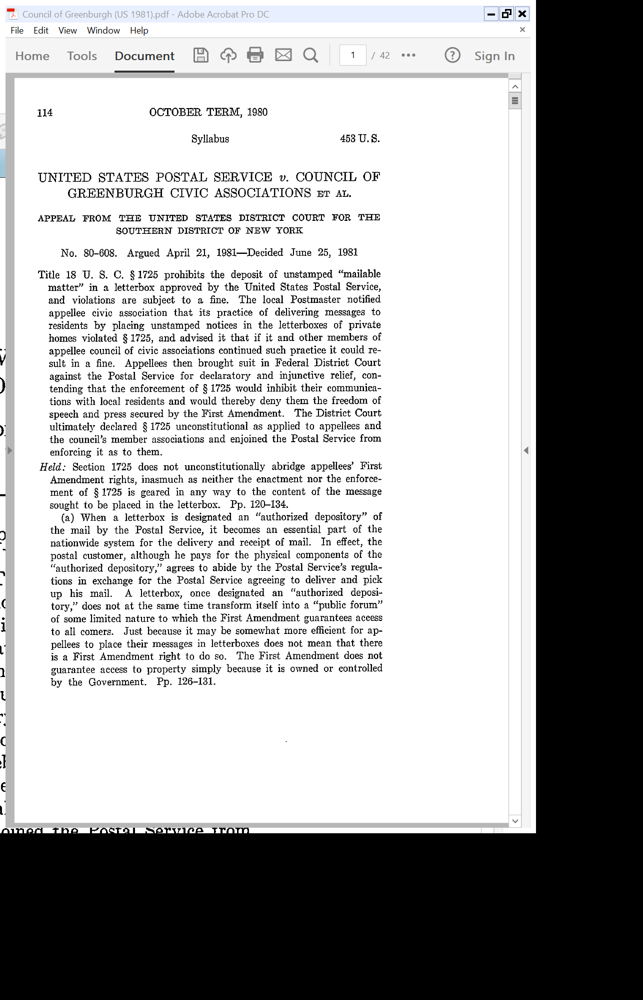 Council of Greenburgh (US 1981).pdf - Adobe Acrobat Pro DC
File Edit View Window Help
Home Tools Document 1 / 42 Sign In
114 OCTOBER TERM, 1980
Syllabus 453 U.S.
UNITED STATES POSTAL SERVICE v. COUNCIL OF
GREENBURGH CIVIC ASSOCIATIONS ET AL.
APPEAL FROM THE UNITED STATES DISTRICT COURT FOR THE
SOUTHERN DISTRICT OF NEW YORK
No. 80–608. Argued April 21, 1981—Decided June 25, 1981
Title 18 U. S. C. § 1725 prohibits the deposit of unstamped “mailable
matter” in a letterbox approved by the United States Postal Service,
and violations are subject to a fine. The local Postmaster notified
appellee civic association that its practice of delivering messages to
residents by placing unstamped notices in the letterboxes of private
homes violated § 1725, and advised it that if it and other members of
appellee council of civic associations continued such practice it could re-
sult in a fine. Appellees then brought suit in Federal District Court
against the Postal Service for declaratory and injunctive relief, con-
tending that the enforcement of § 1725 would inhibit their communica-
tions with local residents and would thereby deny them the freedom of
speech and press secured by the First Amendment. The District Court
ultimately declared § 1725 unconstitutional as applied to appellees and
the council’s member associations and enjoined the Postal Service from
enforcing it as to them.
Held: Section 1725 does not unconstitutionally abridge appellees’ First
Amendment rights, inasmuch as neither the enactment nor the enforce-
ment of § 1725 is geared in any way to the content of the message
sought to be placed in the letterbox. Pp. 120–134.
(a) When a letterbox is designated an “authorized depository” of
the mail by the Postal Service, it becomes an essential part of the
nationwide system for the delivery and receipt of mail. In effect, the
postal customer, although he pays for the physical components of the
“authorized depository,” agrees to abide by the Postal Service’s regula-
tions in exchange for the Postal Service agreeing to deliver and pick
up his mail. A letterbox, once designated an “authorized deposi-
tory,” does not at the same time transform itself into a “public forum”
of some limited nature to which the First Amendment guarantees access
to all comers. Just because it may be somewhat more efficient for ap-
pellees to place their messages in letterboxes does not mean that there
is a First Amendment right to do so. The First Amendment does not
guarantee access to property simply because it is owned or controlled
by the Government. Pp. 126–131.
the Postal Service from